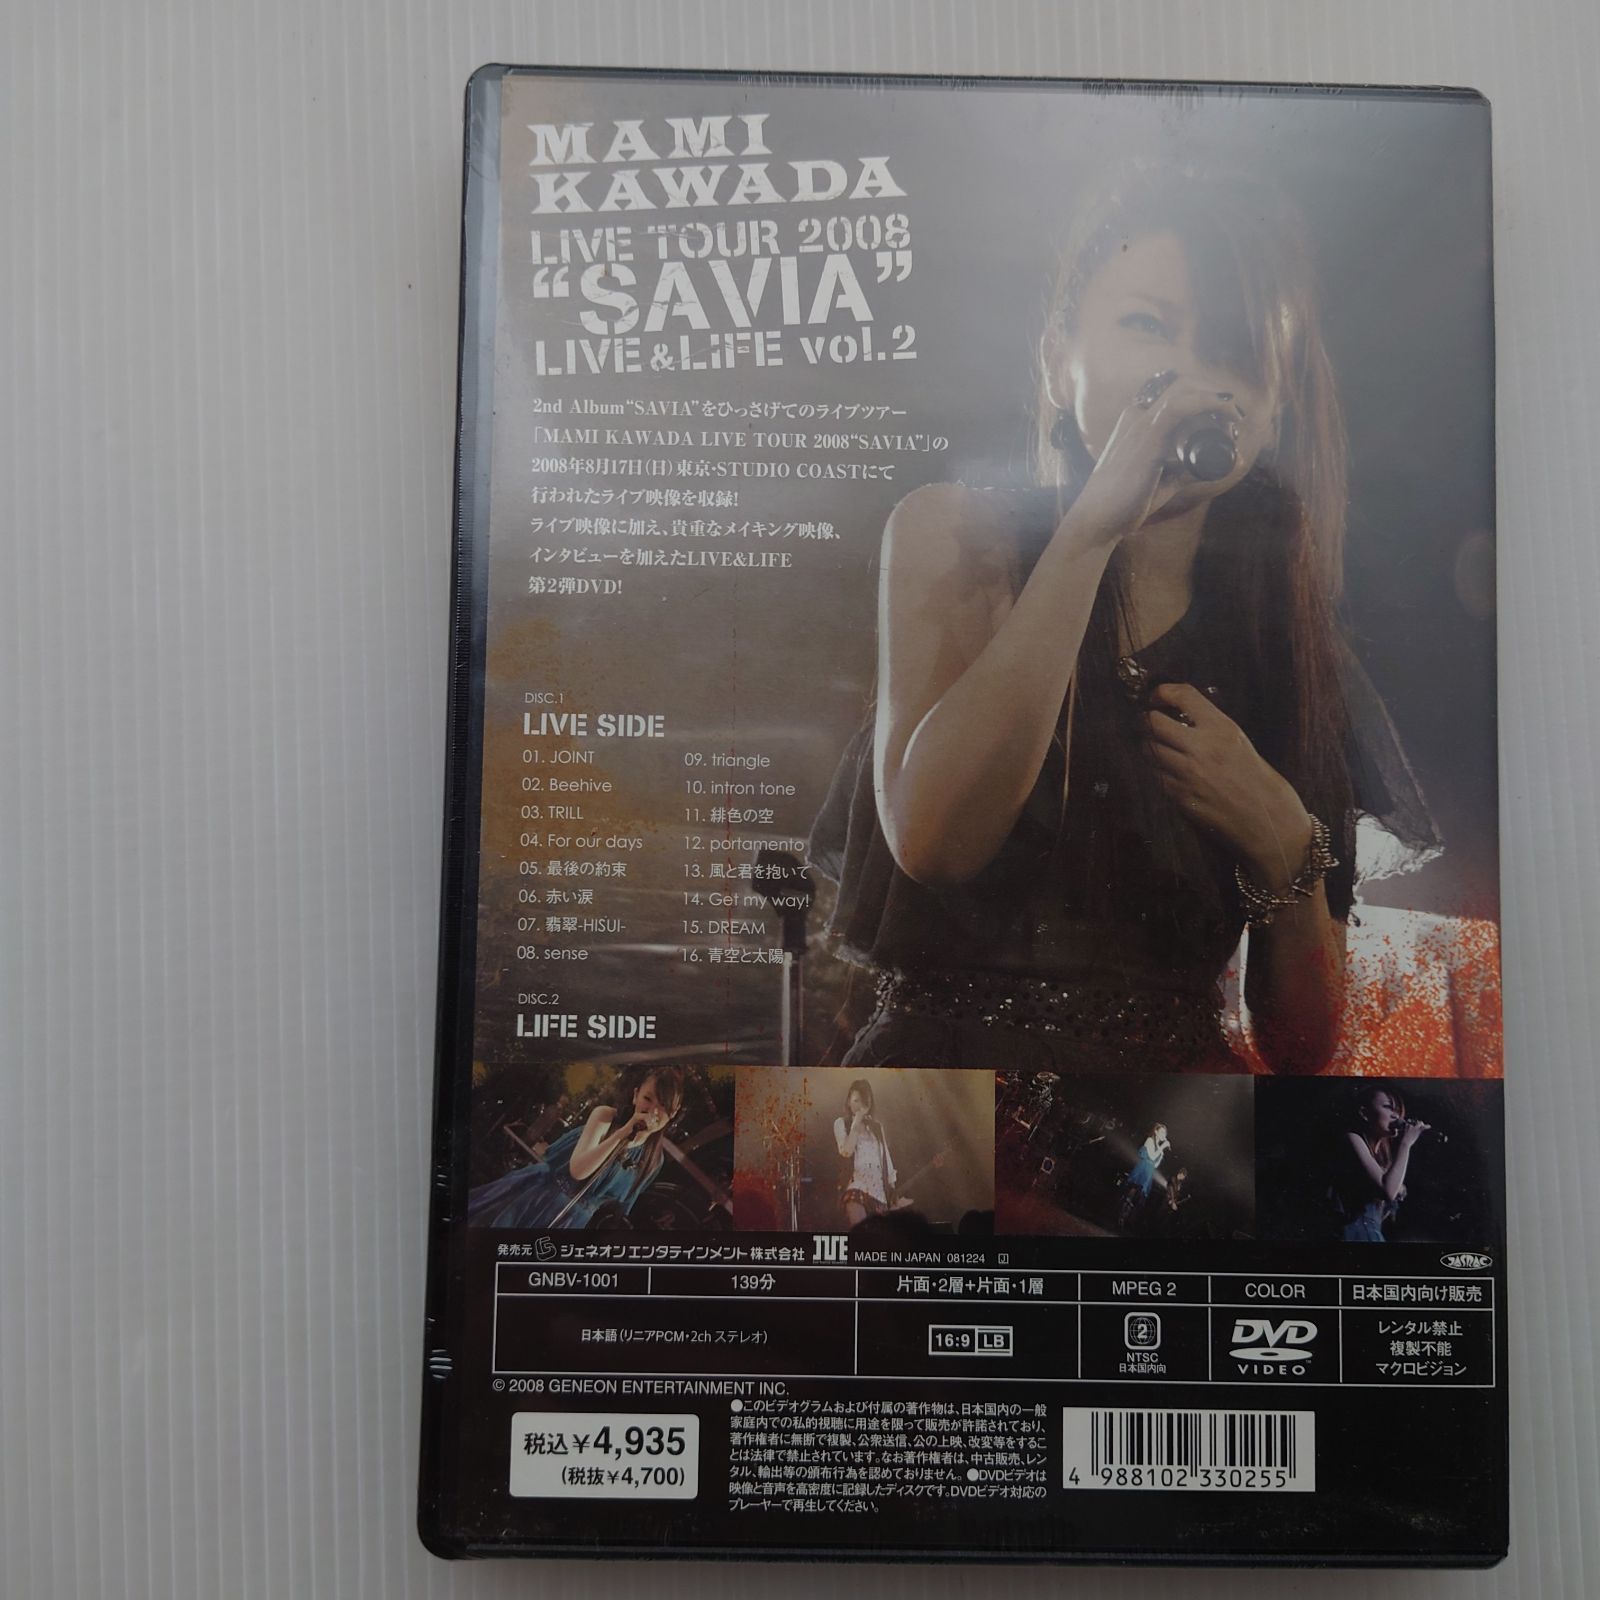 MAMI
KAWADA
LIVE TOUR 2008
“SAVIA”
LIVE&LIFE vol.2
2nd Album“SAVIA”をひっさげてのライブツアー
「MAMI KAWADA LIVE TOUR 2008“SAVIA”」の
2008年8月17日(日)東京・STUDIO COASTにて
行われたライブ映像を収録!
ライブ映像に加え、貴重なメイキング映像、
インタビューを加えたLIVE&LIFE
第2弾DVD!
DISC.1
LIVE SIDE
01. JOINT
02. Beehive
03. TRILL
04. For our days
05. 最後の約束
06. 赤い涙
07. 翡翠-HISUI-
08. sense
09. triangle
10. intron tone
11. 緋色の空
12. portamento
13. 風と君を抱いて
14. Get my way!
15. DREAM
16. 青空と太陽
DISC.2
LIFE SIDE
発売元 ジェネオン エンタテインメント株式会社 MADE IN JAPAN 081224 J
JASRAC
GNBV-1001 139分 片面・2層+片面・1層 MPEG 2 COLOR 日本国内向け販売
日本語(リニアPCM・2ch ステレオ) 16:9 LB 2 NTSC 日本国内向 DVD VIDEO レンタル禁止
複製不能
マクロビジョン
© 2008 GENEON ENTERTAINMENT INC.
税込¥4,935
(税抜¥4,700)
●このビデオグラムおよび付属の著作物は、日本国内の一般
家庭内での私的視聴に用途を限って販売が許諾されており、
著作権者に無断で複製、公衆送信、公の上映、改変等をするこ
とは法律で禁止されています。なお著作権者は、中古販売、レン
タル、輸出等の頒布行為を認めておりません。●DVDビデオは
映像と音声を高密度に記録したディスクです。DVDビデオ対応の
プレーヤーで再生してください。
4 988102 330255